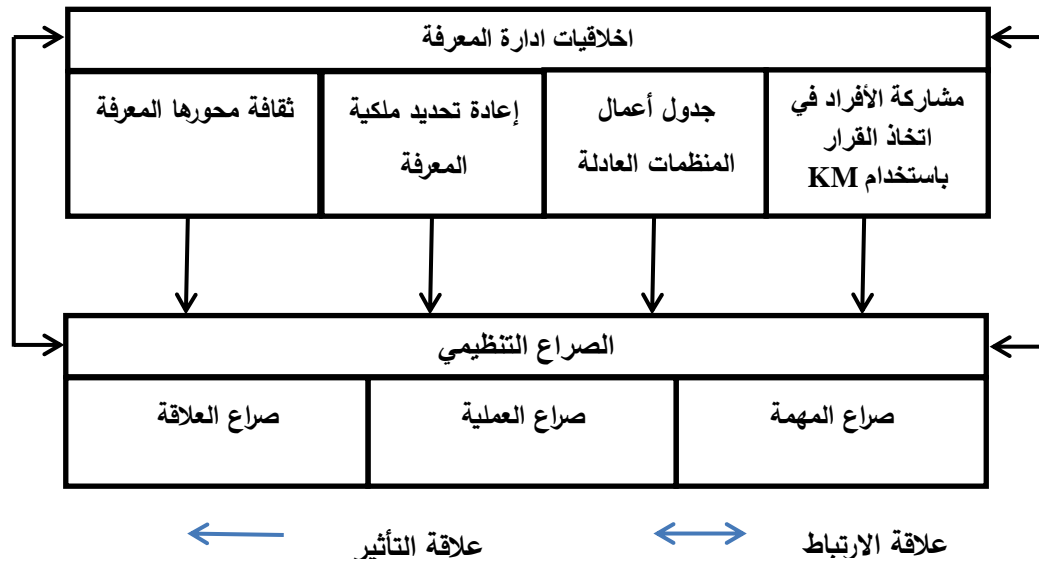 اخلاقيات ادارة المعرفة
مشاركة الأفراد في
اتخاذ القرار
باستخدام KM
جدول أعمال
المنظمات العادلة
إعادة تحديد ملكية
المعرفة
ثقافة محورها المعرفة
الصراع التنظيمي
صراع المهمة
صراع العملية
صراع العلاقة
علاقة الارتباط
علاقة التأثير